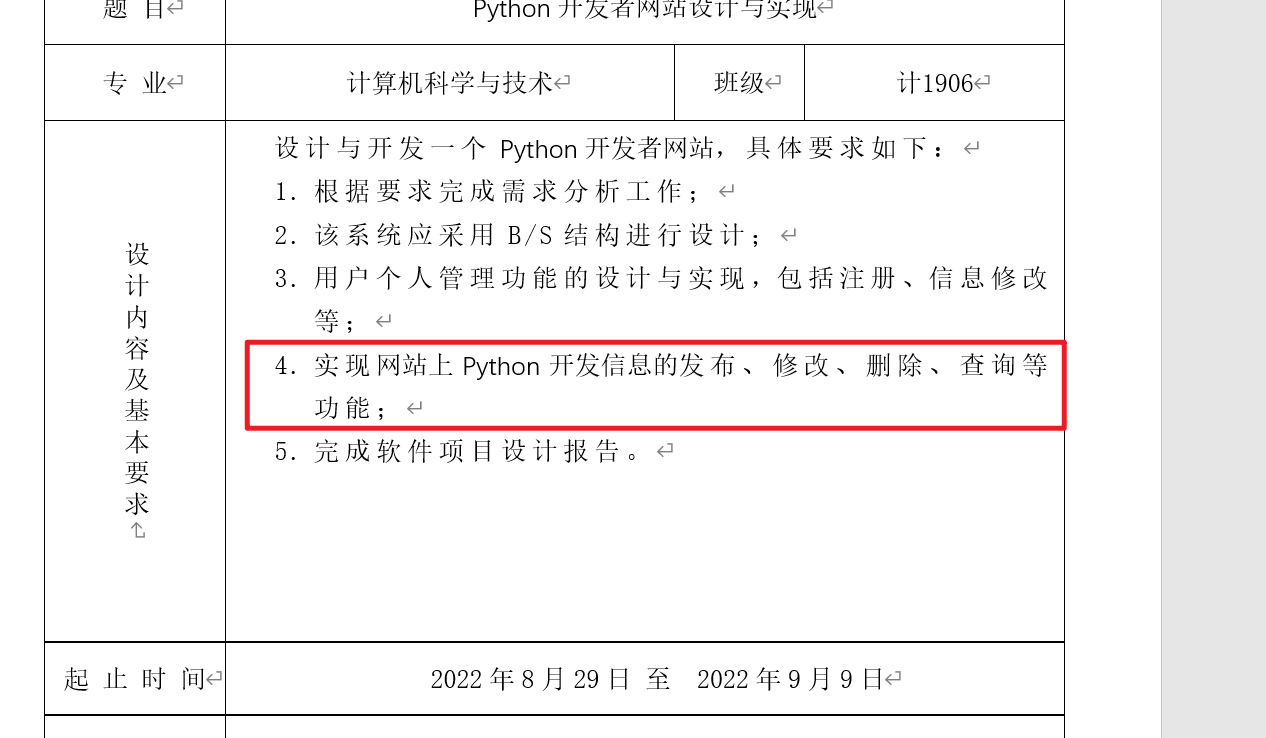 题 目 Python 开发者网站设计与实现
专 业 计算机科学与技术 班级 计1906
设计内容及基本要求
设计与开发一个 Python 开发者网站，具体要求如下：
1. 根据要求完成需求分析工作；
2. 该系统应采用 B/S 结构进行设计；
3. 用户个人管理功能的设计与实现，包括注册、信息修改
等；
4. 实现网站上 Python 开发信息的发布、修改、删除、查询等
功能；
5. 完成软件项目设计报告。
起 止 时 间 2022 年 8 月 29 日 至 2022 年 9 月 9 日